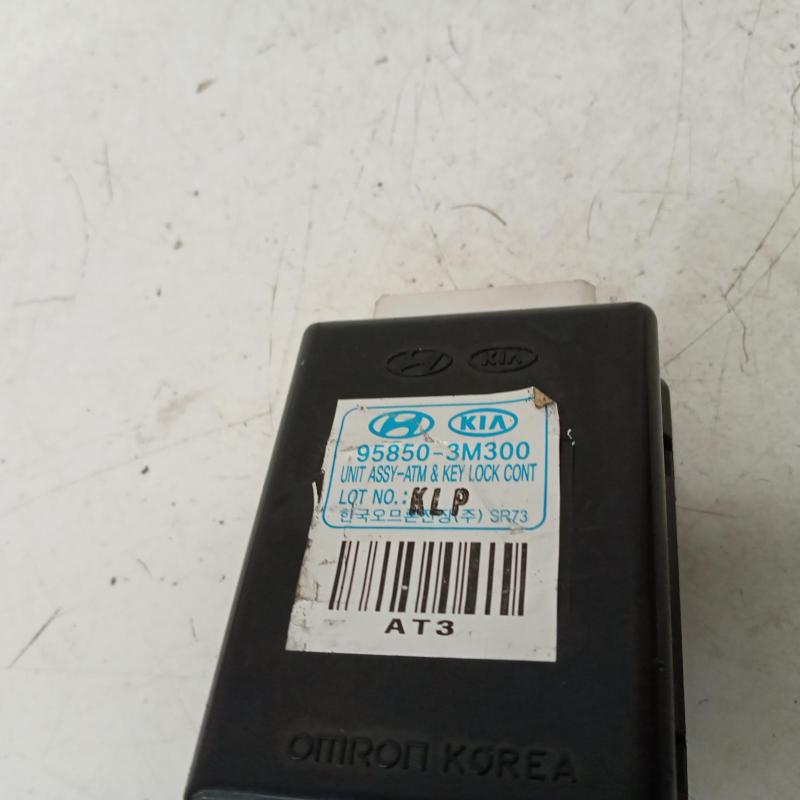 KIA
KIA
95850-3M300
UNIT ASSY-ATM & KEY LOCK CONT
LOT NO.: KLP
한국오므론전장(주) SR73
AT3
OMRON KOREA